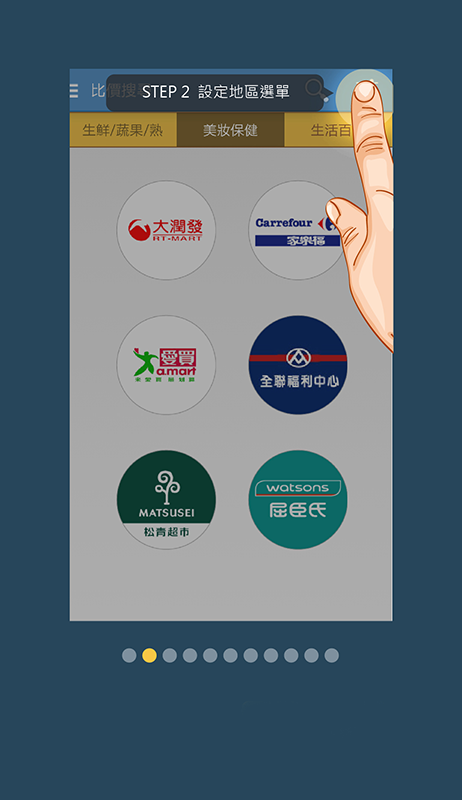 比價搜
STEP 2 設定地區選單
生鮮/蔬果/熟
美妝保健
生活百
大潤發
RT-MART
Carrefour
家樂福
愛買
a.mart
全聯福利中心
MATSUSEI
松青超市
watsons
屈臣氏